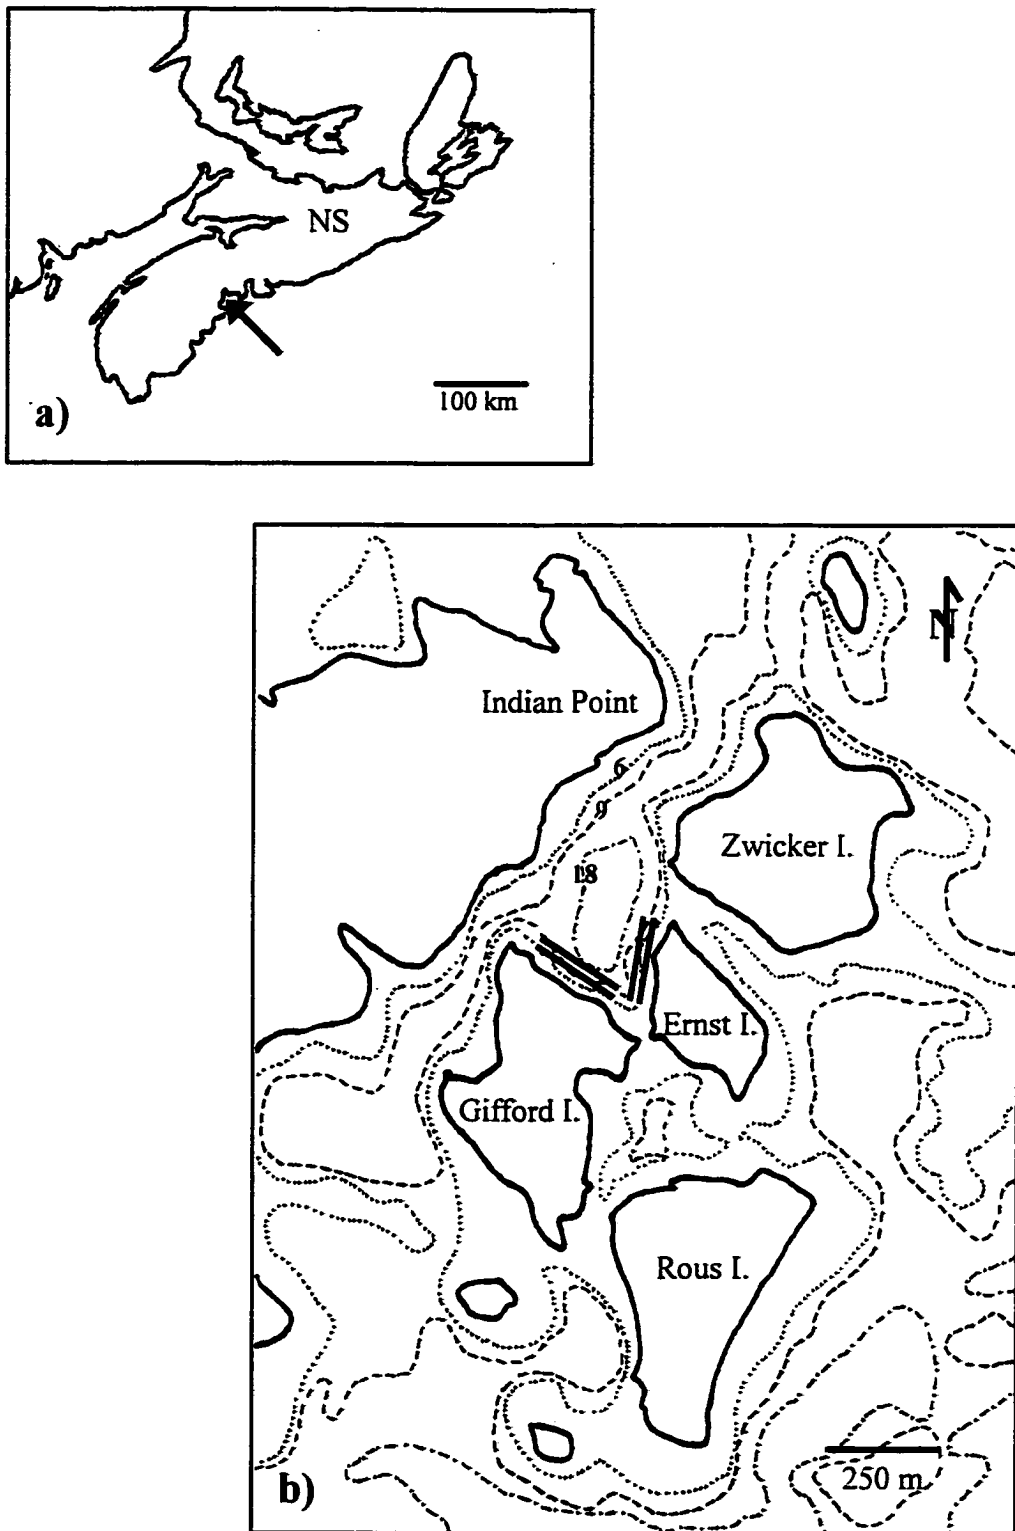 NS
100 km
a)
N
Indian Point
6
9
Zwicker I.
18
Ernst I.
Gifford I.
Rous I.
250 m
b)